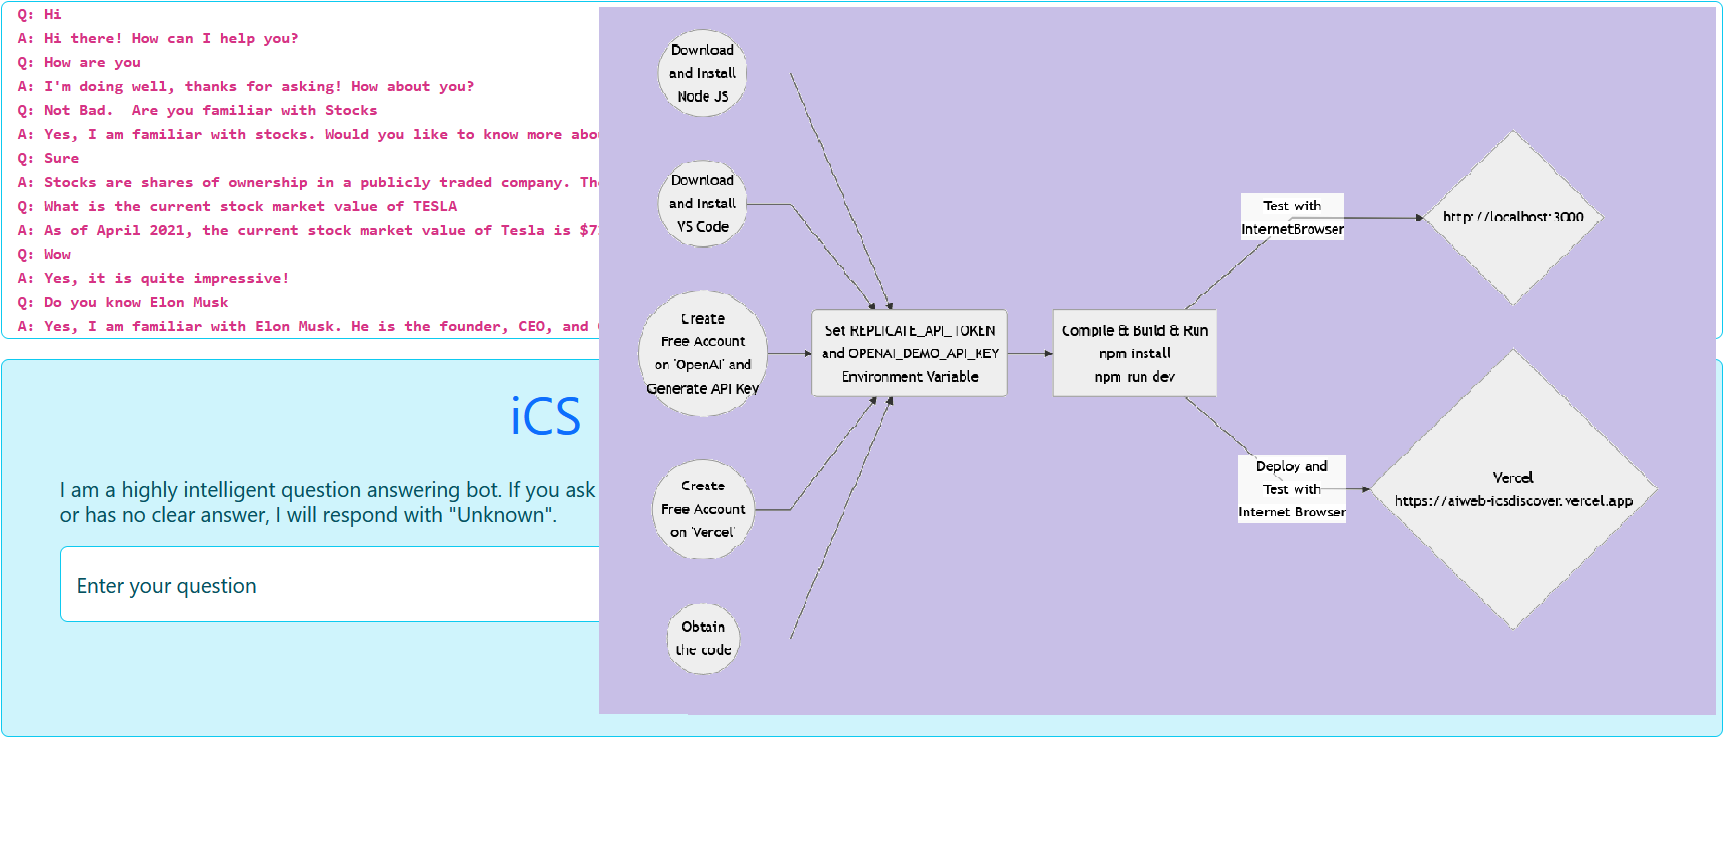 Q: Hi
A: Hi there! How can I help you?
Q: How are you
A: I'm doing well, thanks for asking! How about you?
Q: Not Bad.  Are you familiar with Stocks
A: Yes, I am familiar with stocks. Would you like to know more
Q: Sure
A: Stocks are shares of ownership in a publicly traded company.
Q: What is the current stock market value of TESLA
A: As of April 2021, the current stock market value of Tesla is
Q: Wow
A: Yes, it is quite impressive!
Q: Do you know Elon Musk
A: Yes, I am familiar with Elon Musk. He is the founder, CEO, and
iCS
I am a highly intelligent question answering bot. If you ask
or has no clear answer, I will respond with "Unknown".
Enter your question
Download
and Install
Node JS
Download
and Install
VS Code
Create
Free Account
on 'OpenAI' and
Generate API Key
Create
Free Account
on 'Vercel'
Obtain
the code
Set REPLICATE_API_TOKEN
and OPENAI_DEMO_API_KEY
Environment Variable
Compile & Build & Run
npm install
npm run dev
Test with
InternetBrowser
http://localhost:3000
Deploy and
Test with
Internet Browser
Vercel
https://aiweb-icsdiscover.vercel.app